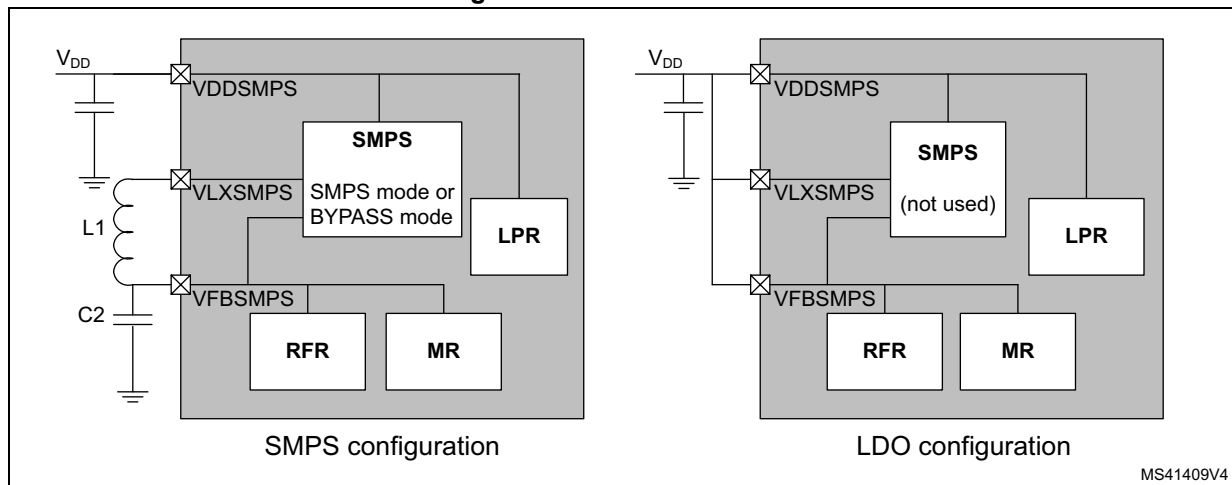 V_DD
VDDSMPS
SMPS
SMPS mode or
BYPASS mode
VLXSMPS
L1
LPR
VFBSMPS
C2
RFR
MR
SMPS configuration
V_DD
VDDSMPS
SMPS
(not used)
VLXSMPS
LPR
VFBSMPS
RFR
MR
LDO configuration
MS41409V4